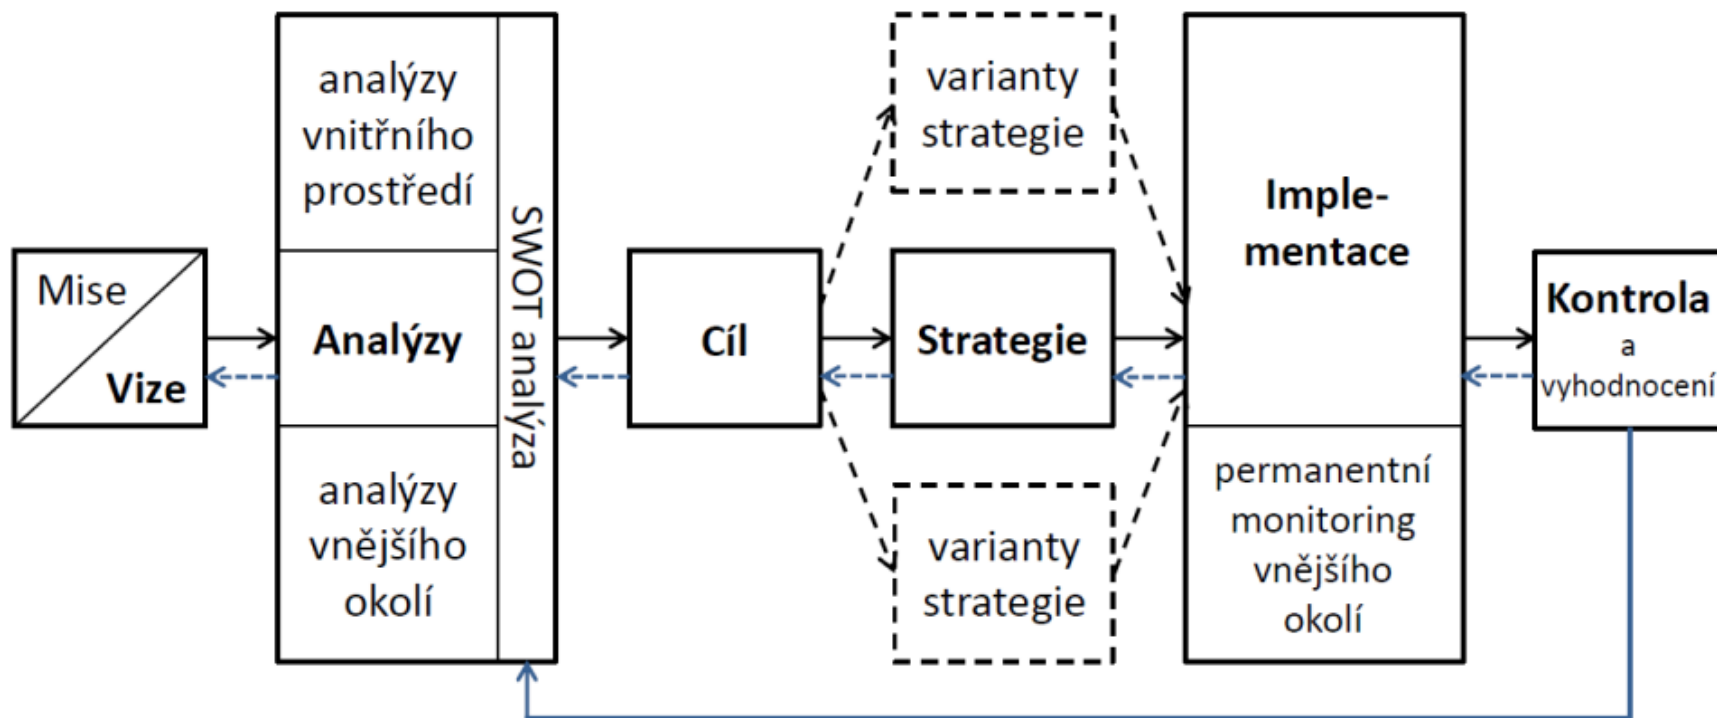 Mise
Vize
analýzy
vnitřního
prostředí
Analýzy
analýzy
vnějšího
okolí
SWOT analýza
Cíl
varianty
strategie
Strategie
varianty
strategie
Imple-
mentace
permanentní
monitoring
vnějšího
okolí
Kontrola
a
vyhodnocení